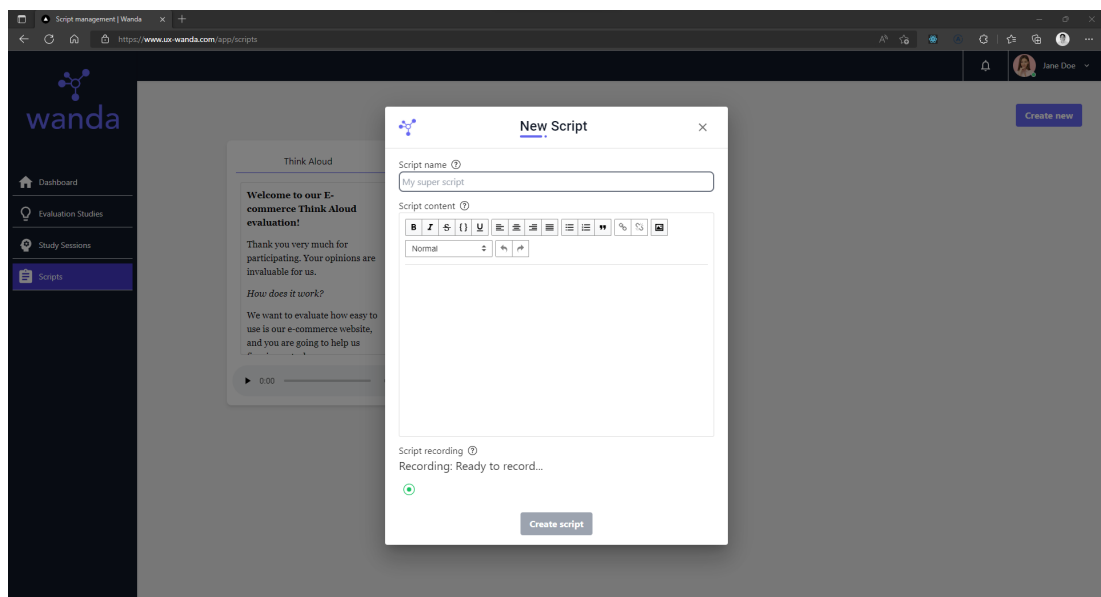 Script management | Wanda
https://www.ux-wanda.com/app/scripts
Jane Doe
wanda
Create new
Dashboard
Evaluation Studies
Study Sessions
Scripts
Think Aloud
Welcome to our E-
commerce Think Aloud
evaluation!
Thank you very much for
participating. Your opinions are
invaluable for us.
How does it work?
We want to evaluate how easy to
use is our e-commerce website,
and you are going to help us
0:00
New Script
Script name
My super script
Script content
B I S {} U
Normal
Script recording
Recording: Ready to record...
Create script